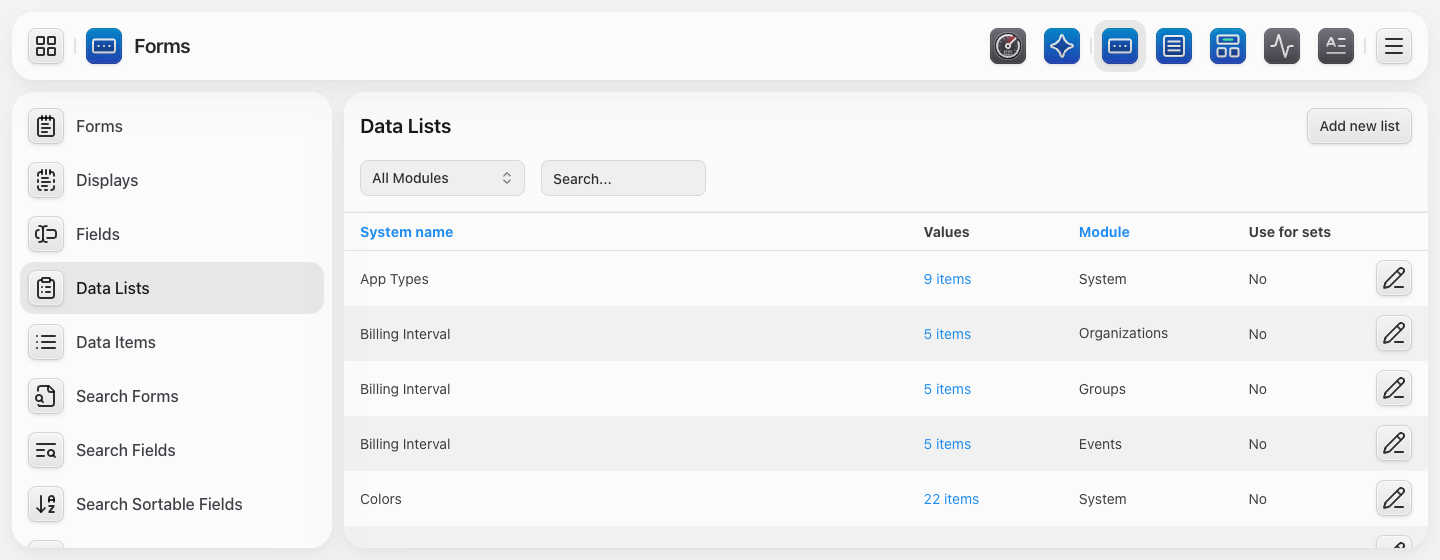 Forms
Forms
Displays
Fields
Data Lists
Data Items
Search Forms
Search Fields
Search Sortable Fields
Data Lists
Add new list
All Modules
Search...
System name Values Module Use for sets
App Types 9 items System No
Billing Interval 5 items Organizations No
Billing Interval 5 items Groups No
Billing Interval 5 items Events No
Colors 22 items System No